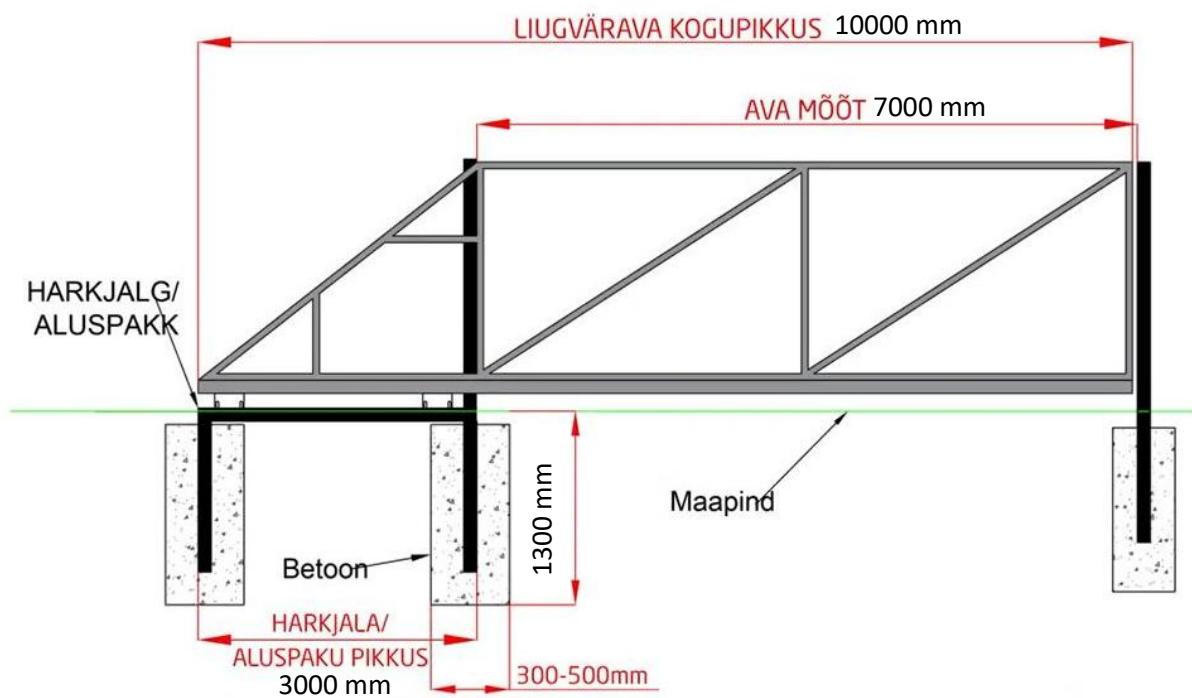 LIUGVÄRAVA KOGUPIKKUS 10000 mm
AVA MÕÕT 7000 mm
HARKJALG/
ALUSPAKK
1300 mm
Maapind
Betoon
HARKJALA/
ALUSPAKU PIKKUS
3000 mm
300-500mm